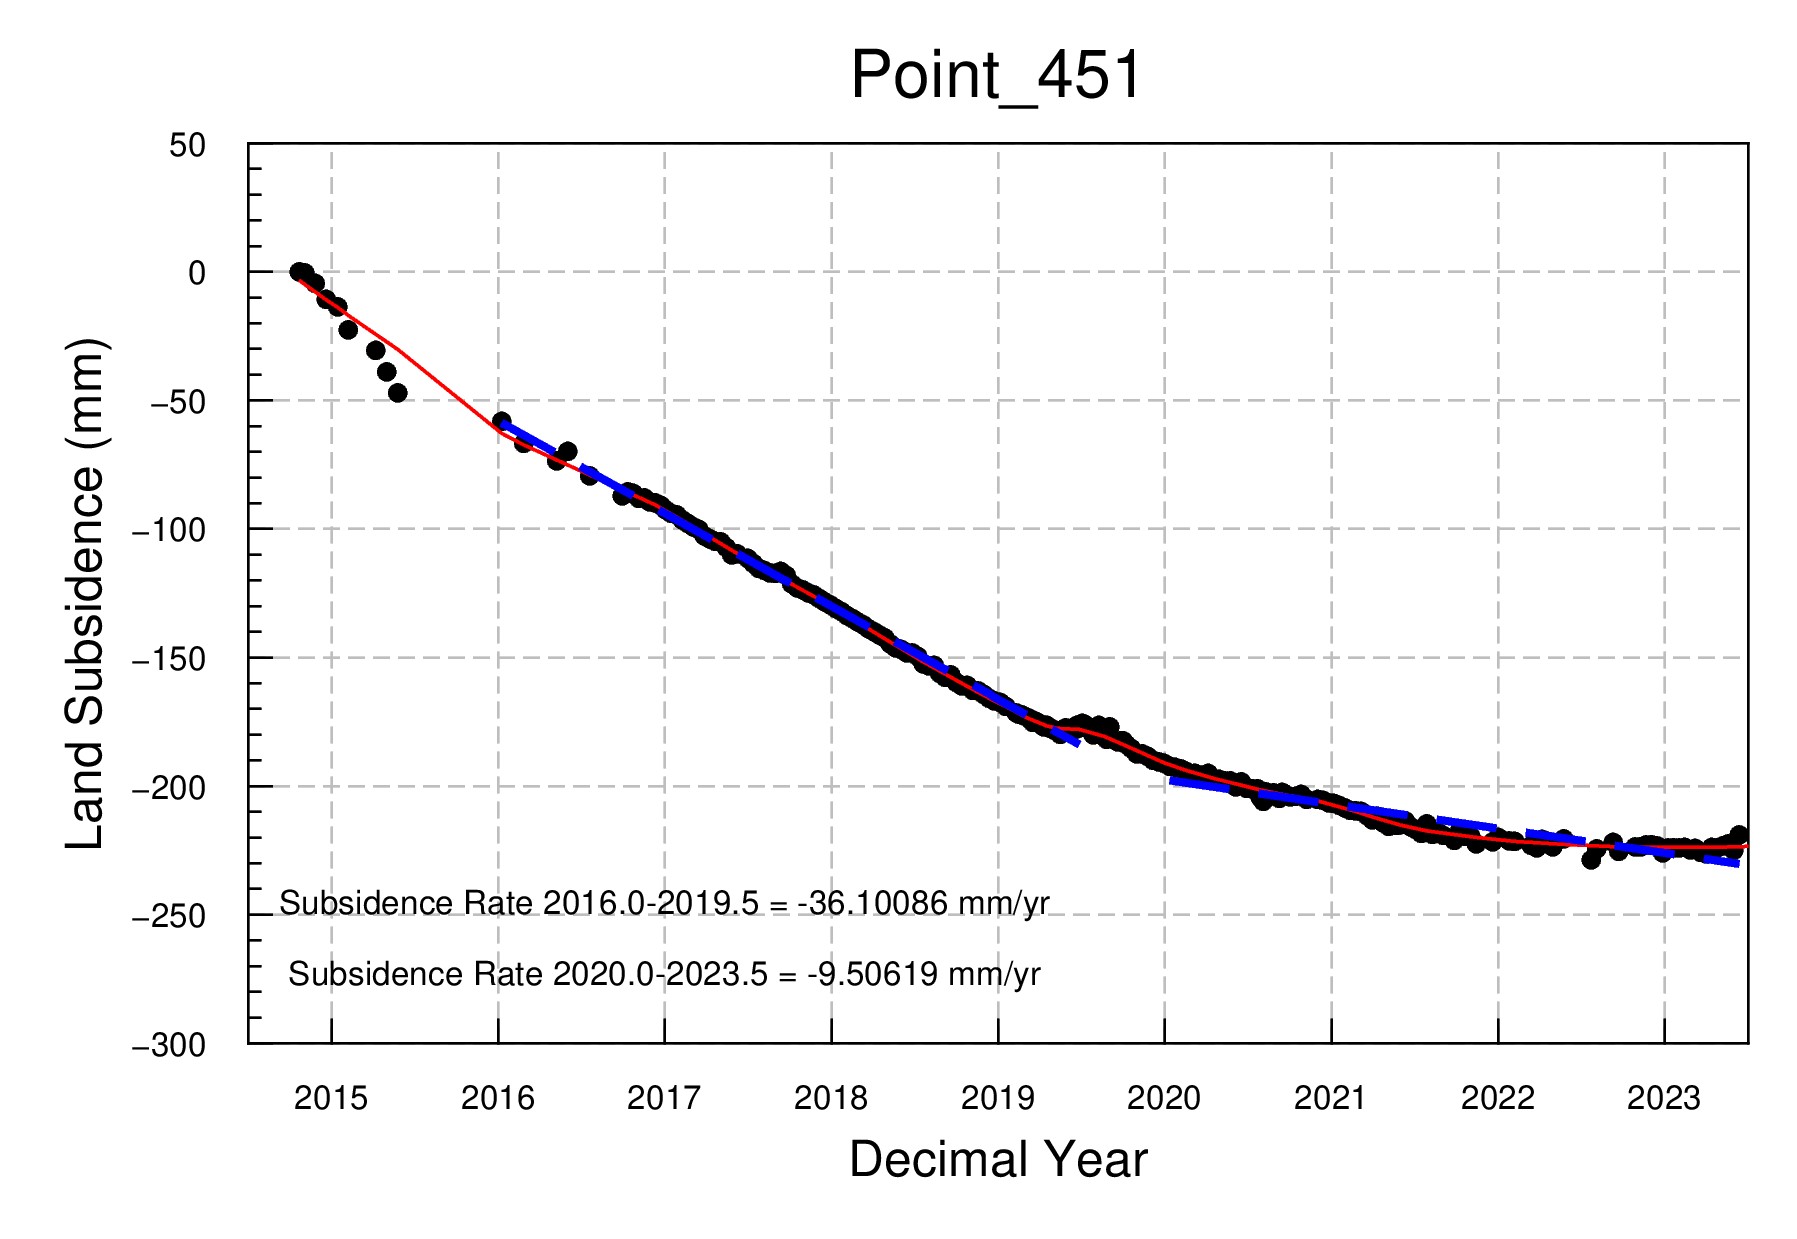 Point_451
50
0
−50
−100
−150
−200
−250
−300
Land Subsidence (mm)
Subsidence Rate 2016.0-2019.5 = -36.10086 mm/yr
Subsidence Rate 2020.0-2023.5 = -9.50619 mm/yr
2015 2016 2017 2018 2019 2020 2021 2022 2023
Decimal Year